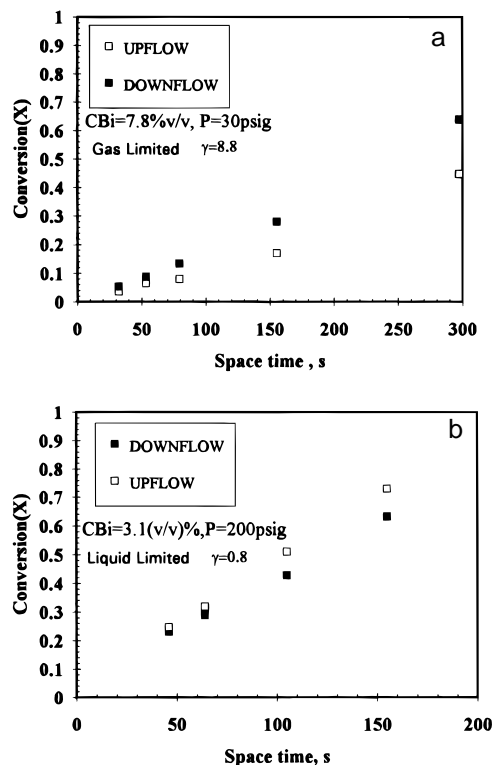 a
UPFLOW
DOWNFLOW
CBi=7.8%v/v, P=30psig
Gas Limited γ=8.8
Conversion(X)
1
0.9
0.8
0.7
0.6
0.5
0.4
0.3
0.2
0.1
0
0 50 100 150 200 250 300
Space time , s
b
DOWNFLOW
UPFLOW
CBi=3.1(v/v)%,P=200psig
Liquid Limited γ=0.8
Conversion(X)
1
0.9
0.8
0.7
0.6
0.5
0.4
0.3
0.2
0.1
0
0 50 100 150 200
Space time, s